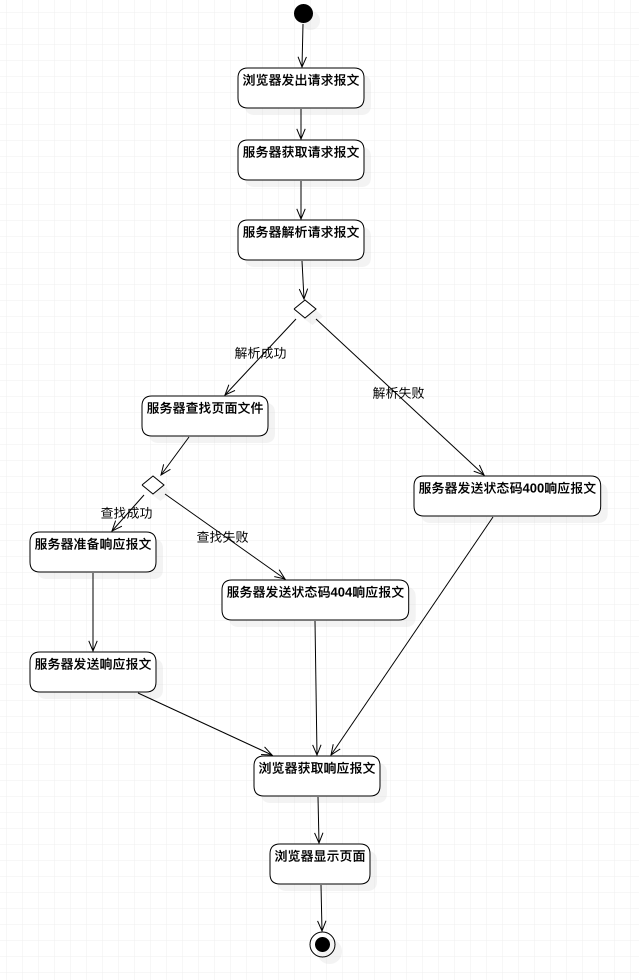 浏览器发出请求报文
服务器获取请求报文
服务器解析请求报文
解析成功
解析失败
服务器查找页面文件
服务器发送状态码400响应报文
查找成功
查找失败
服务器准备响应报文
服务器发送状态码404响应报文
服务器发送响应报文
浏览器获取响应报文
浏览器显示页面